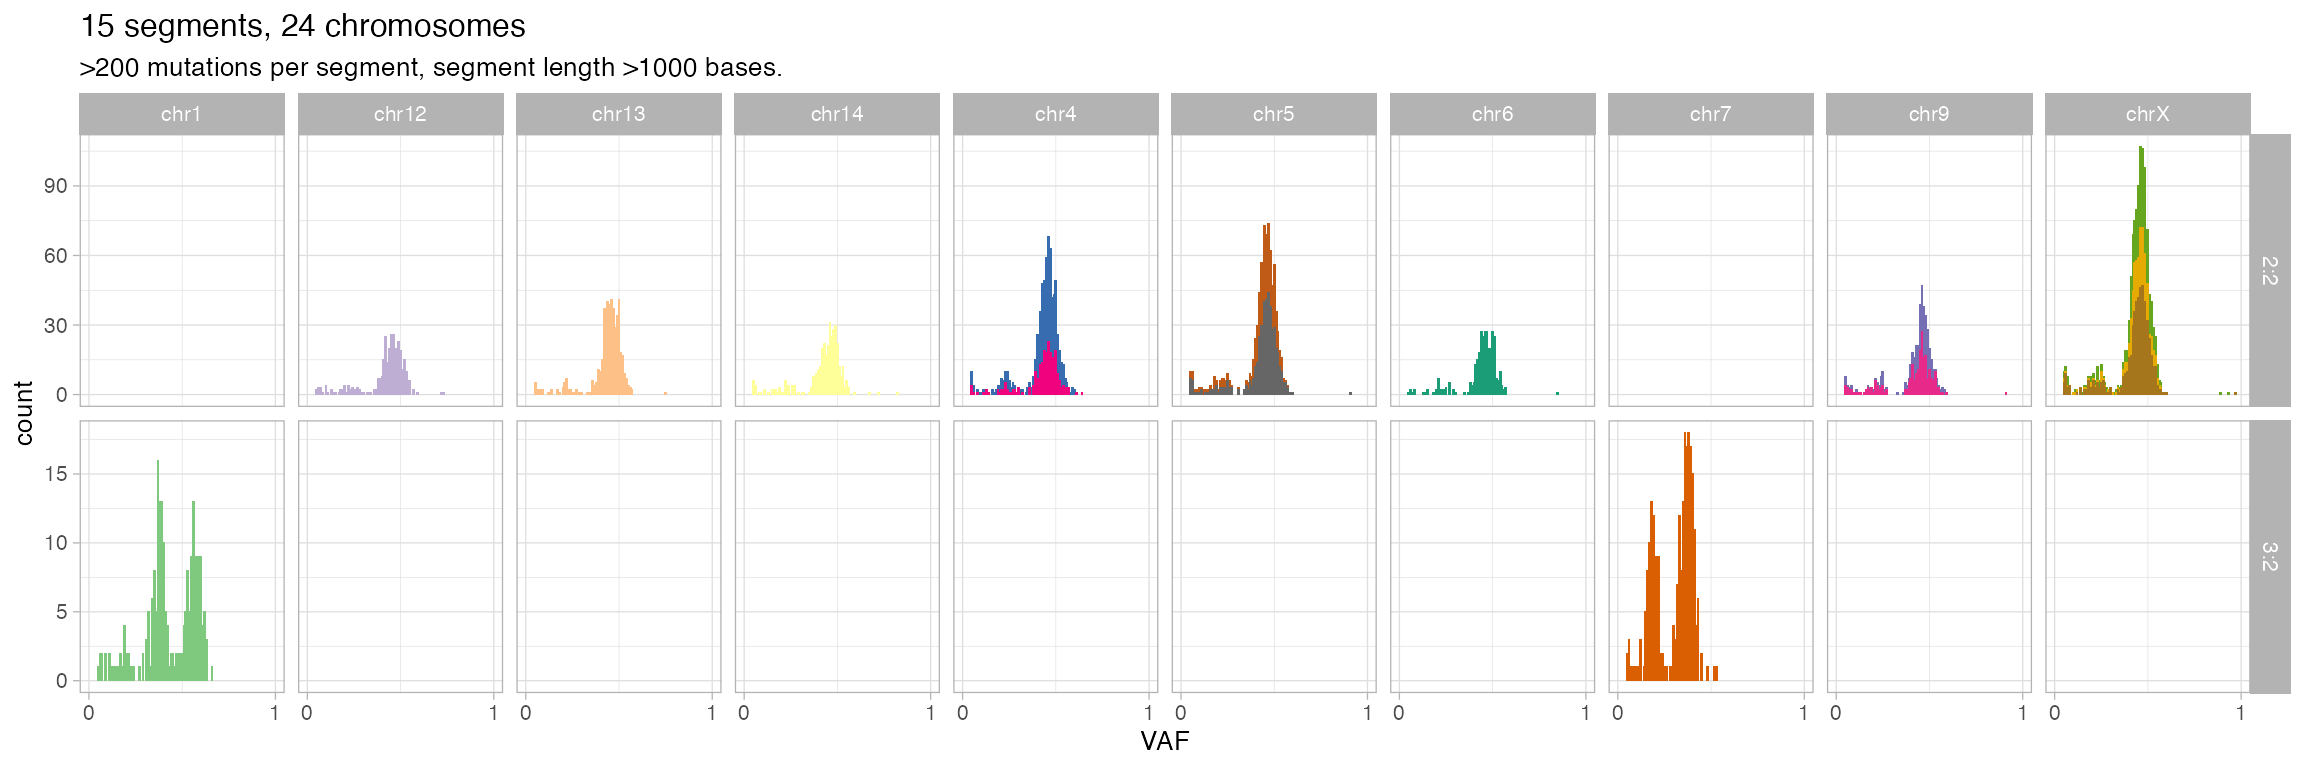 15 segments, 24 chromosomes
>200 mutations per segment, segment length >1000 bases.
chr1 chr12 chr13 chr14 chr4 chr5 chr6 chr7 chr9 chrX
90
60
30
0
2:2
count
15
10
5
0
3:2
0 1 0 1 0 1 0 1 0 1 0 1 0 1 0 1 0 1 0 1
VAF